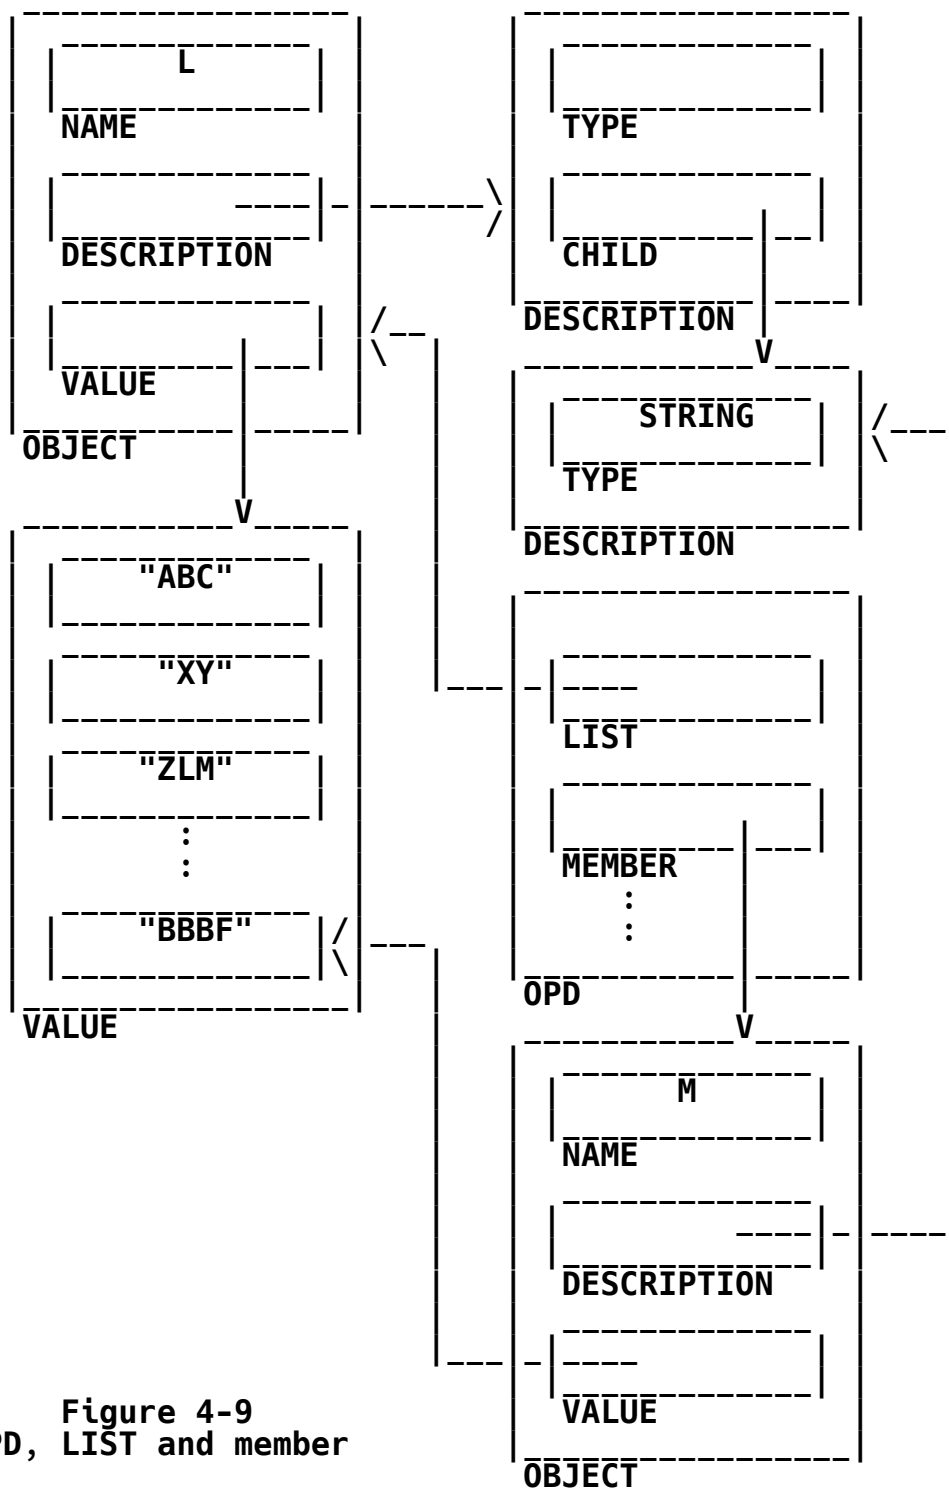 L
NAME
DESCRIPTION
VALUE
OBJECT
TYPE
CHILD
DESCRIPTION
STRING
TYPE
DESCRIPTION
"ABC"
"XY"
"ZLM"
:
:
"BBBF"
VALUE
LIST
MEMBER
:
:
OPD
M
NAME
DESCRIPTION
VALUE
OBJECT
Figure 4-9
D, LIST and member